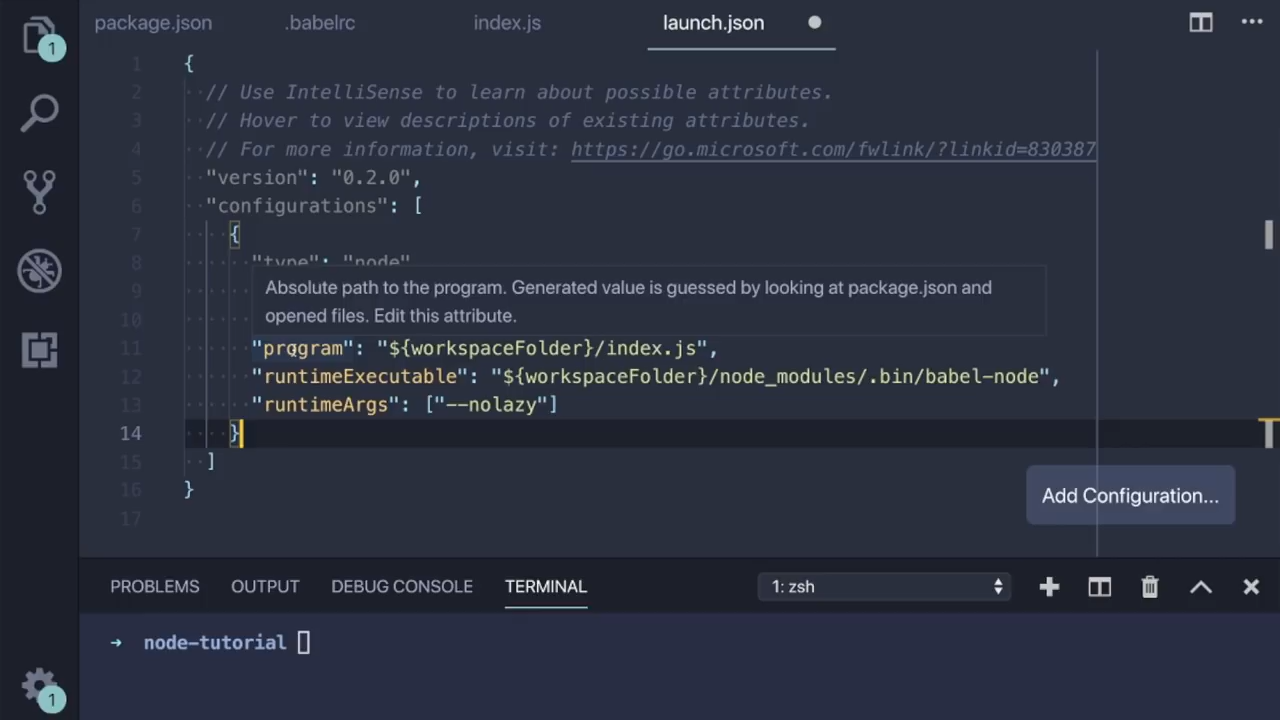 package.json .babelrc index.js launch.json
1
1 {
2 // Use IntelliSense to learn about possible attributes.
3 // Hover to view descriptions of existing attributes.
4 // For more information, visit: https://go.microsoft.com/fwlink/?linkid=830387
5 "version": "0.2.0",
6 "configurations": [
7 {
8 "type": "node"
9
Absolute path to the program. Generated value is guessed by looking at package.json and
opened files. Edit this attribute.
10
11 "program": "${workspaceFolder}/index.js",
12 "runtimeExecutable": "${workspaceFolder}/node_modules/.bin/babel-node",
13 "runtimeArgs": ["--nolazy"]
14 }
15 ]
16 }
17
Add Configuration...
PROBLEMS OUTPUT DEBUG CONSOLE TERMINAL 1: zsh
→ node-tutorial
1